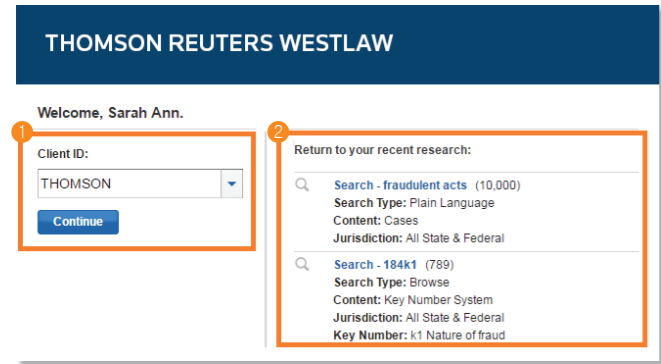 THOMSON REUTERS WESTLAW
Welcome, Sarah Ann.
1
Client ID:
THOMSON
Continue
2
Return to your recent research:
Search - fraudulent acts (10,000)
Search Type: Plain Language
Content: Cases
Jurisdiction: All State & Federal
Search - 184k1 (789)
Search Type: Browse
Content: Key Number System
Jurisdiction: All State & Federal
Key Number: k1 Nature of fraud